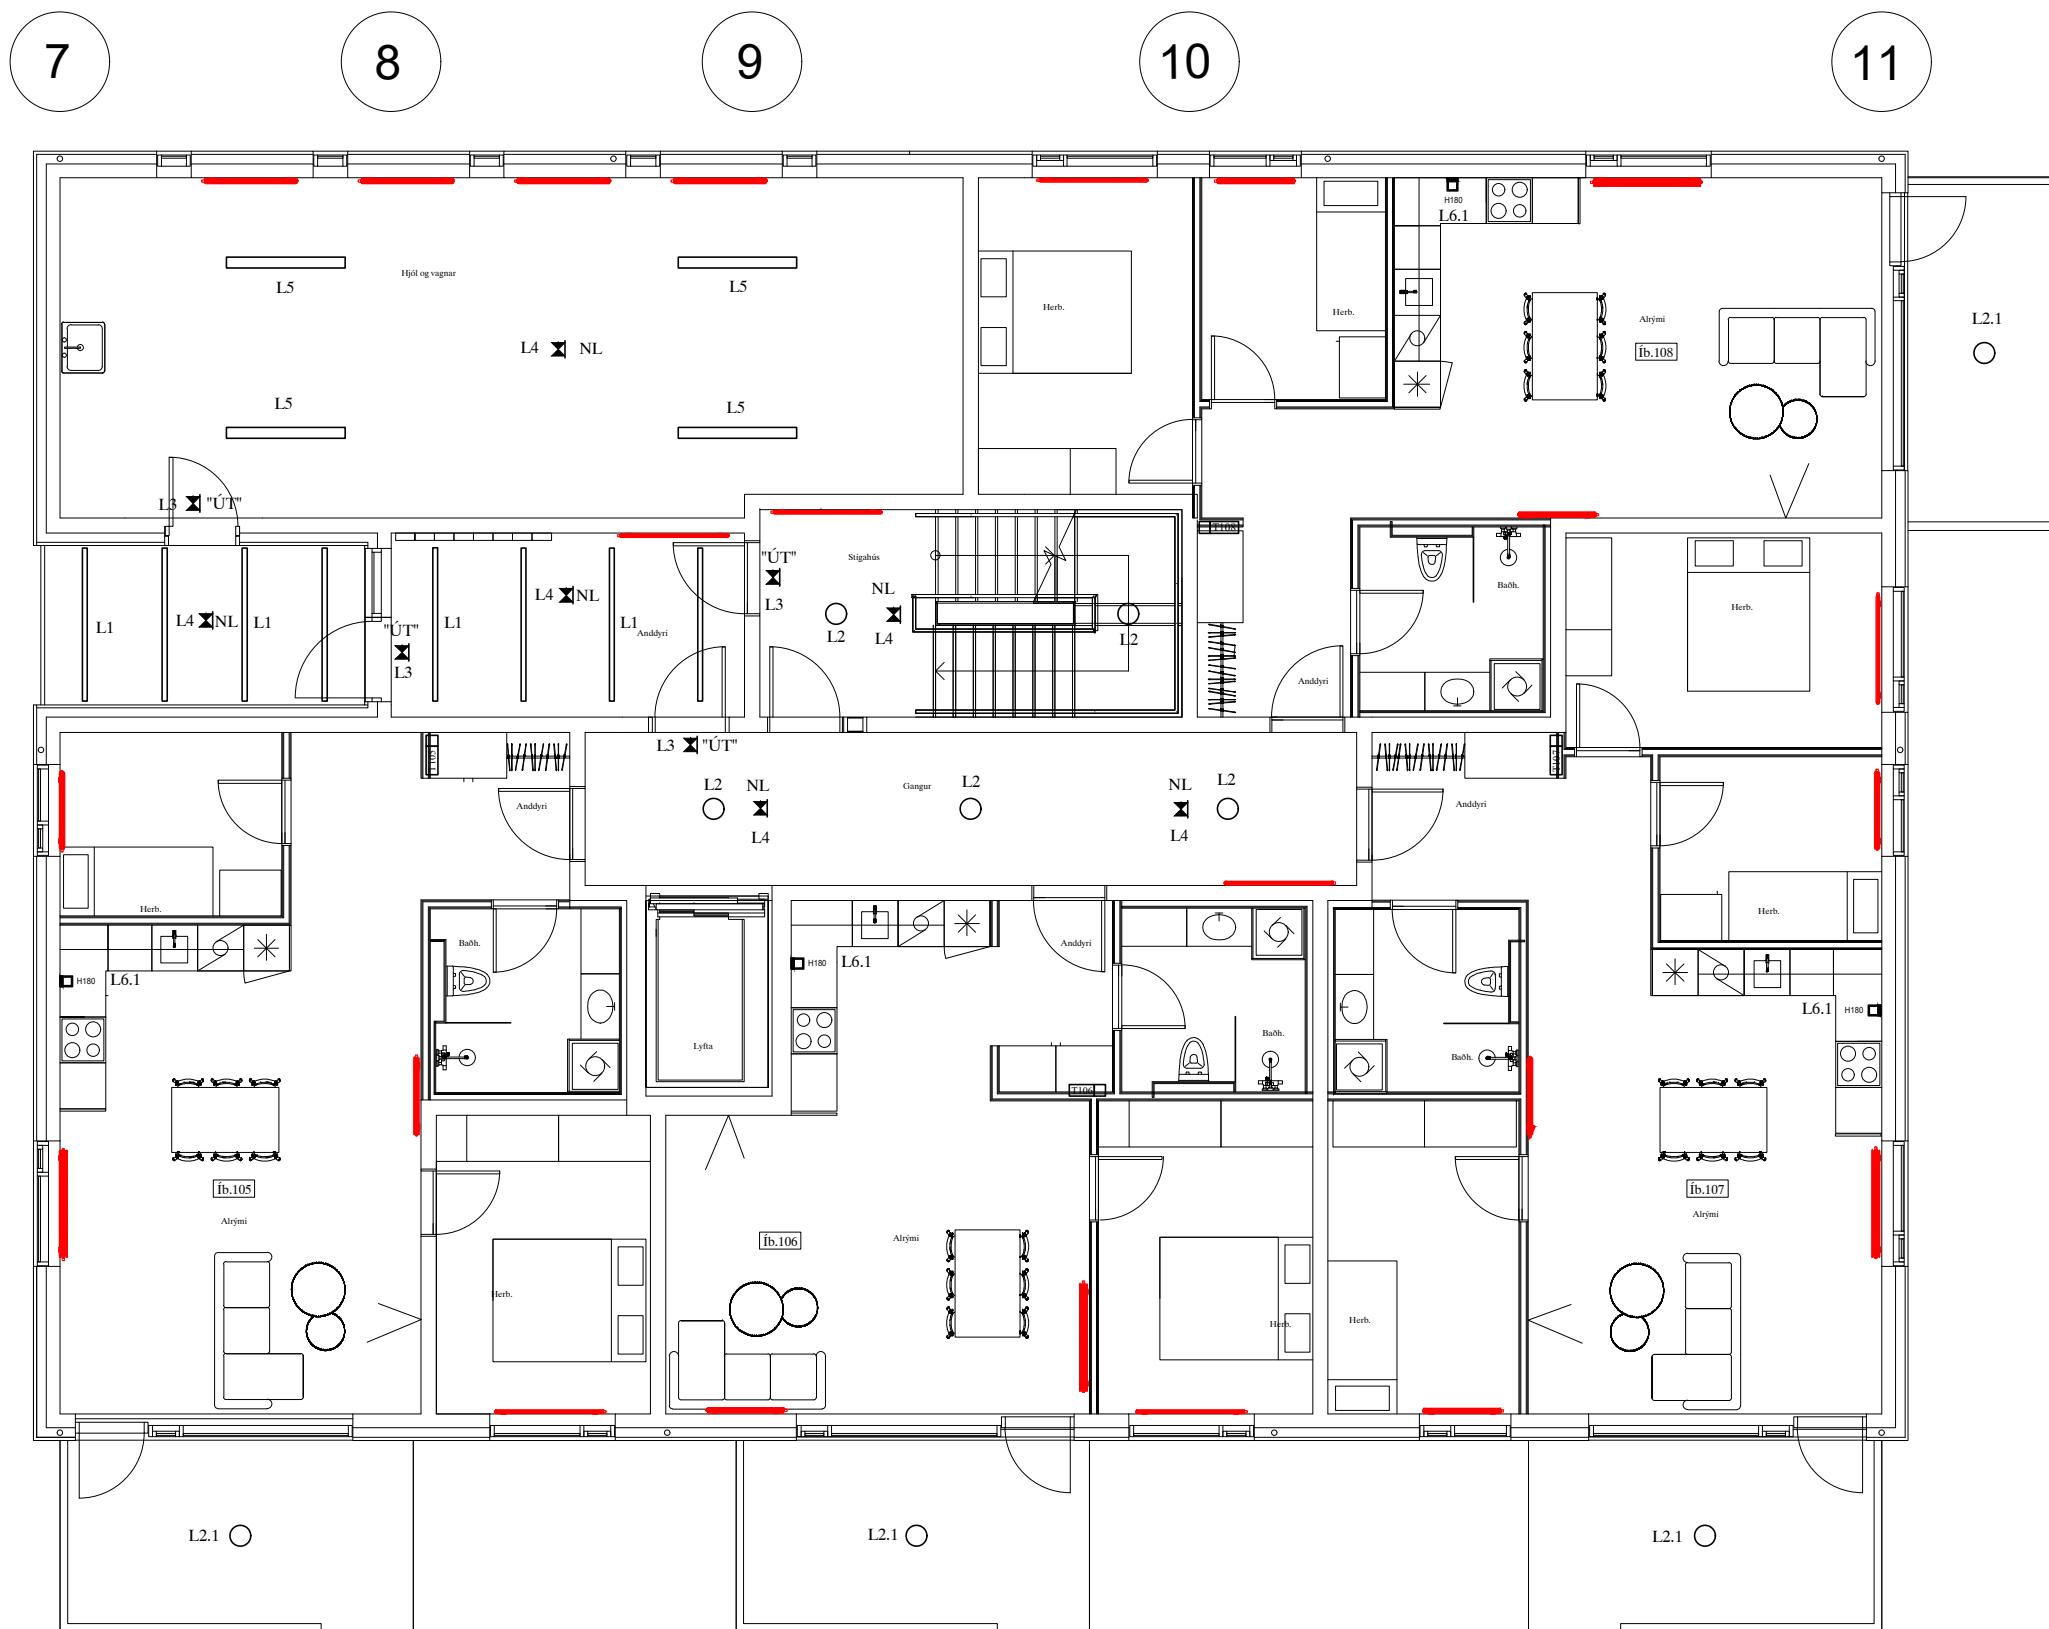 7 8 9 10 11
H180
L6.1
L5 Hjól og vagnar L5
Herb. Herb. Alrými L2.1
L4 NL Íb.108
L5 L5
L3 "ÚT"
T108
"ÚT" Stigahús
L3
Baðh.
L4 NL
NL
L1 L4 NL L1 L1 L1 Herb.
"ÚT" Anddyri L2 L4 L2
L3
Anddyri
L3 "ÚT"
L2 NL Gangur L2 NL L2
Anddyri Anddyri
L4 L4
Herb. Herb.
Baðh. Anddyri
H180 L6.1 H180 L6.1 L6.1 H180
Baðh.
Lyfta Baðh.
T106
Íb.105 Íb.107
Alrými Alrými
Íb.106 Alrými
Herb. Herb. Herb.
L2.1 L2.1 L2.1